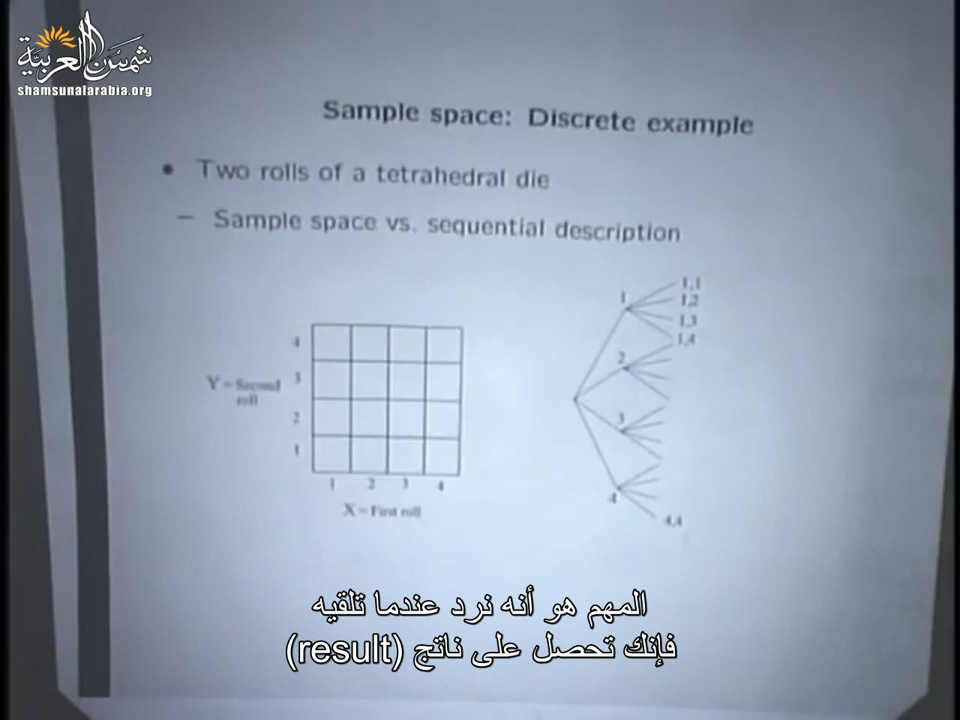 شمس العربية
shamsunalarabia.org
Sample space: Discrete example
• Two rolls of a tetrahedral die
– Sample space vs. sequential description
1
1,1
1,2
1,3
1,4
2
3
4
4,4
4
3
2
1
Y = Second
roll
1 2 3 4
X = First roll
المهم هو أنه نرد عندما تلقيه
فإنك تحصل على ناتج (result)